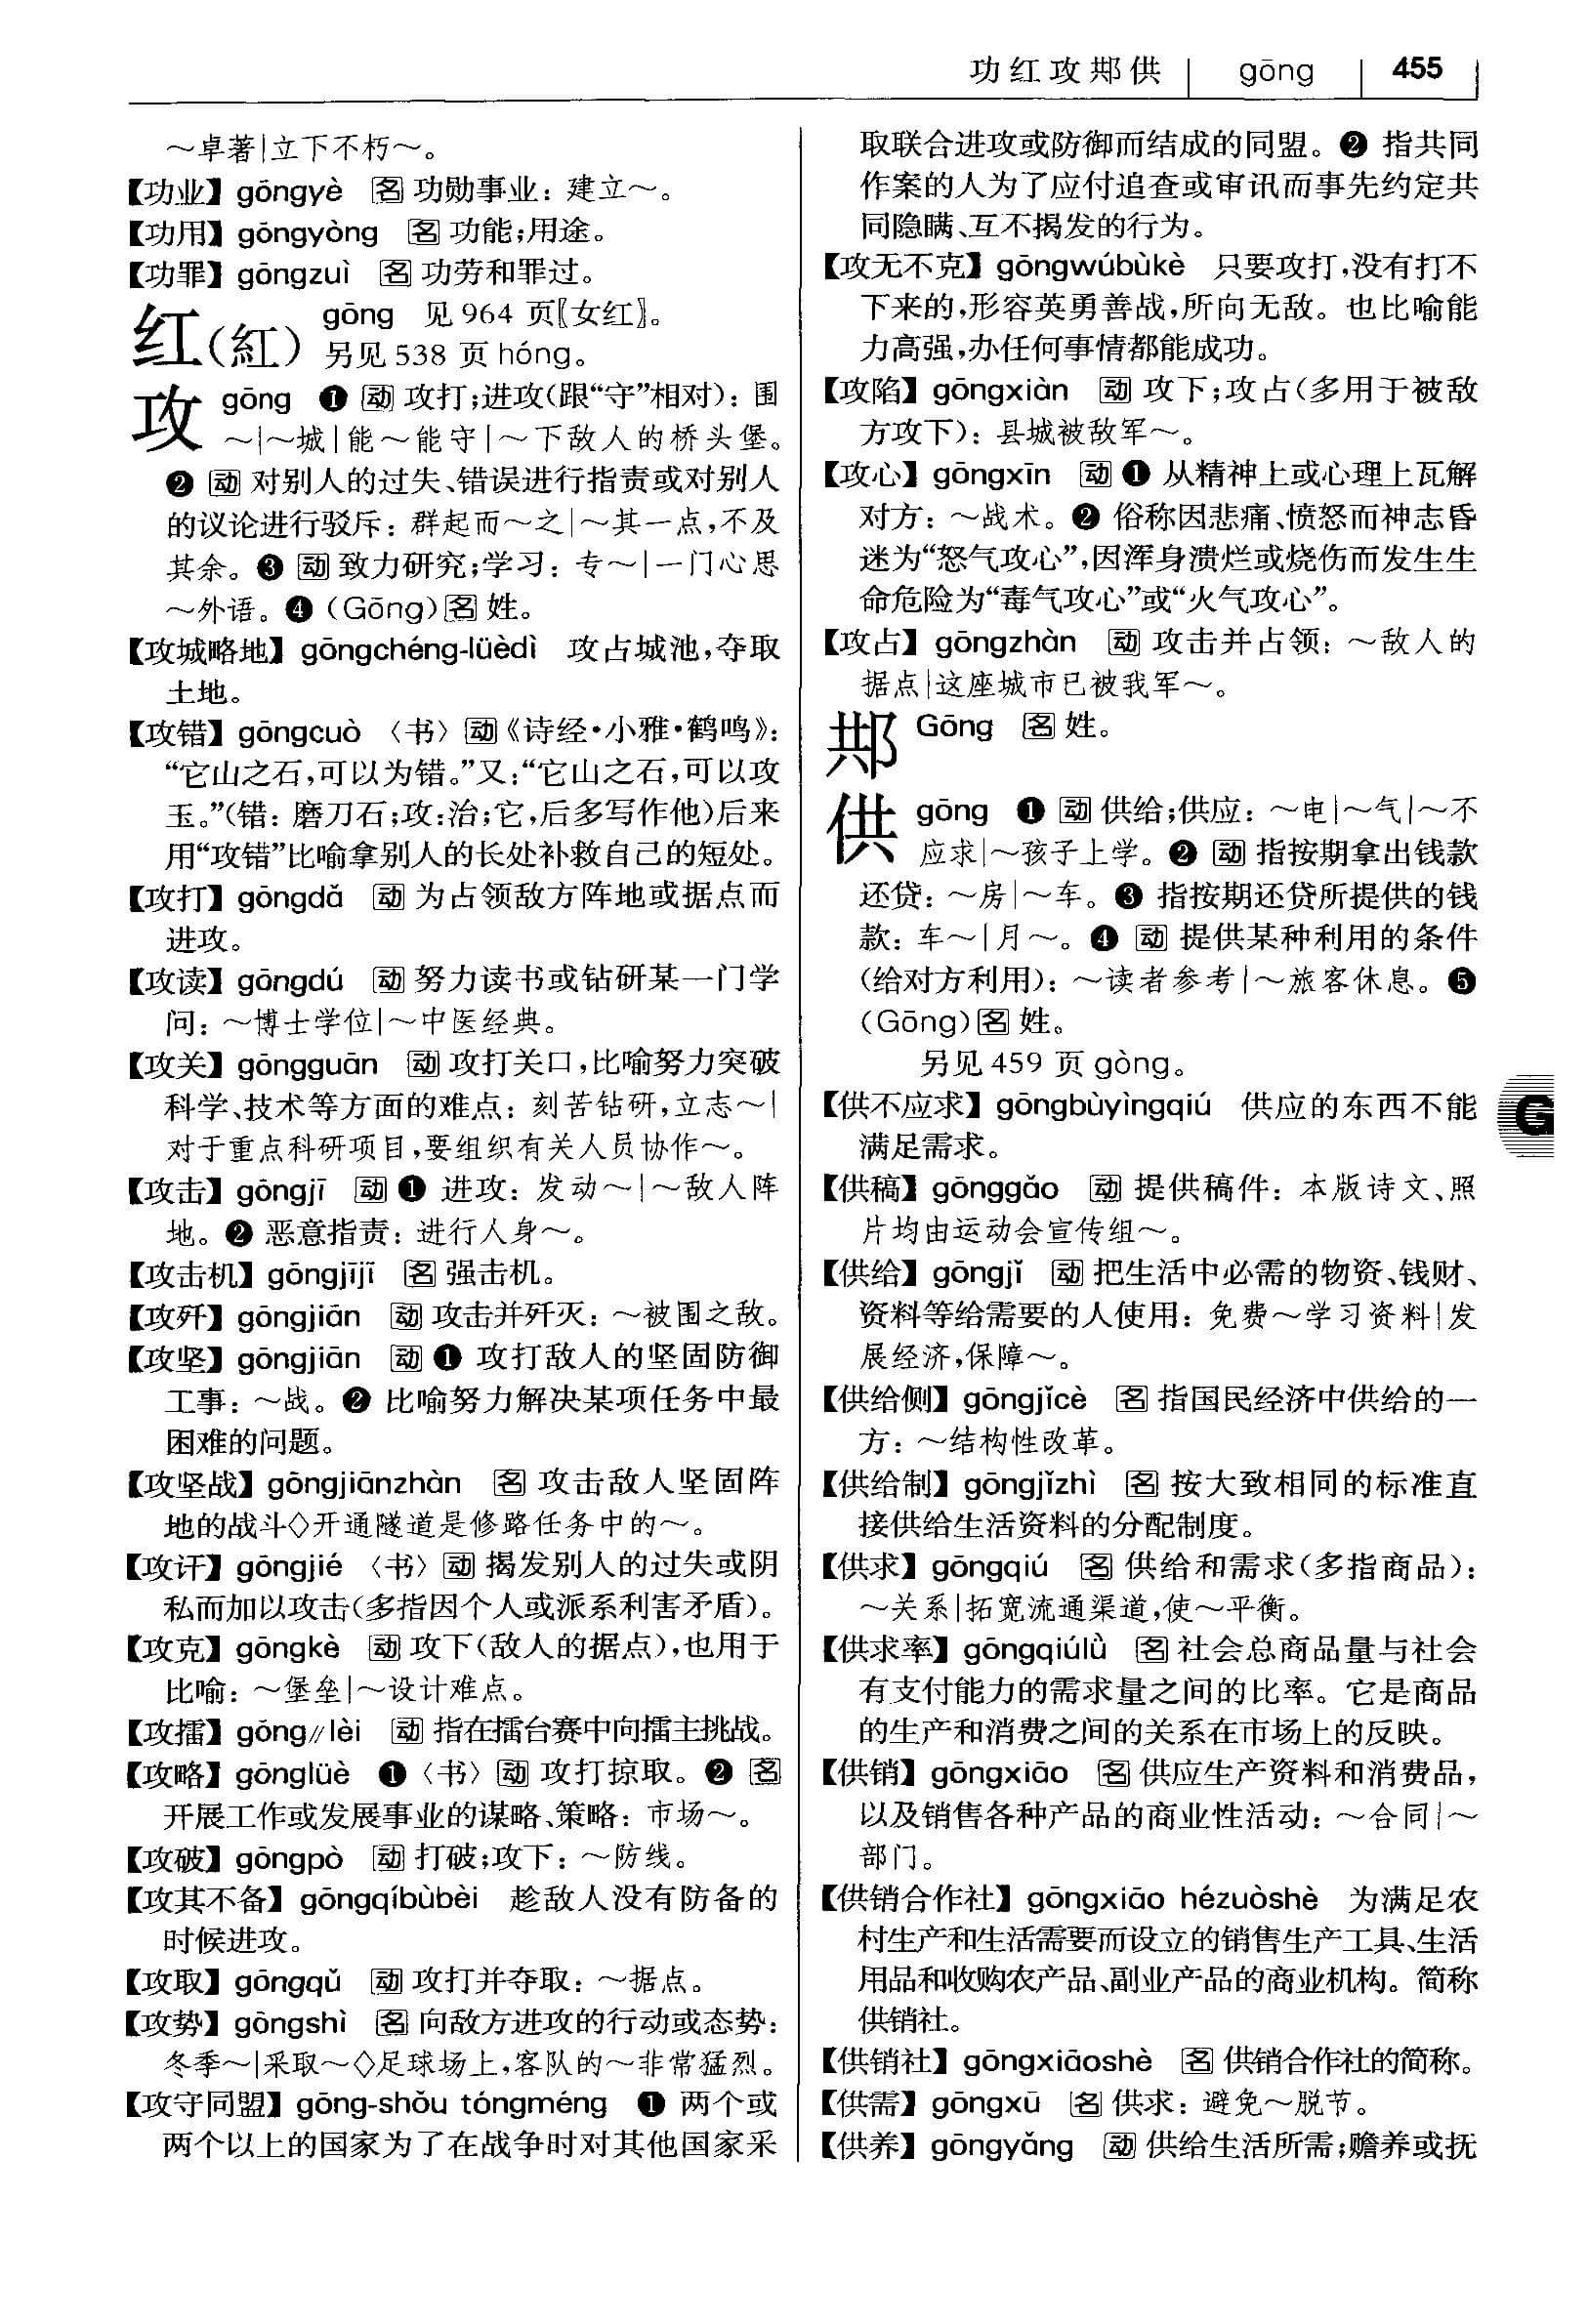 功红攻䢼供 gōng 455
～卓著|立下不朽～。
【功业】gōngyè 名 功勋事业：建立～。
【功用】gōngyòng 名 功能;用途。
【功罪】gōngzuì 名 功劳和罪过。
红(紅) gōng 见 964 页〖女红〗。
另见 538 页 hóng。
攻 gōng ❶ 动 攻打;进攻(跟“守”相对)：围
～|～城|能～能守|～下敌人的桥头堡。
❷ 动 对别人的过失、错误进行指责或对别人
的议论进行驳斥：群起而～之|～其一点,不及
其余。❸ 动 致力研究;学习：专～|一门心思
～外语。❹ (Gōng) 名 姓。
【攻城略地】gōngchéng-lüèdì 攻占城池,夺取
土地。
【攻错】gōngcuò 〈书〉动《诗经·小雅·鹤鸣》：
“它山之石,可以为错。”又:“它山之石,可以攻
玉。”(错：磨刀石;攻:治;它,后多写作他)后来
用“攻错”比喻拿别人的长处补救自己的短处。
【攻打】gōngdǎ 动 为占领敌方阵地或据点而
进攻。
【攻读】gōngdú 动 努力读书或钻研某一门学
问：～博士学位|～中医经典。
【攻关】gōngguān 动 攻打关口,比喻努力突破
科学、技术等方面的难点：刻苦钻研,立志～|
对于重点科研项目,要组织有关人员协作～。
【攻击】gōngjī 动 ❶ 进攻：发动～|～敌人阵
地。❷ 恶意指责：进行人身～。
【攻击机】gōngjījī 名 强击机。
【攻歼】gōngjiān 动 攻击并歼灭：～被围之敌。
【攻坚】gōngjiān 动 ❶ 攻打敌人的坚固防御
工事：～战。❷ 比喻努力解决某项任务中最
困难的问题。
【攻坚战】gōngjiānzhàn 名 攻击敌人坚固阵
地的战斗◇开通隧道是修路任务中的～。
【攻讦】gōngjié 〈书〉动 揭发别人的过失或阴
私而加以攻击(多指因个人或派系利害矛盾)。
【攻克】gōngkè 动 攻下(敌人的据点),也用于
比喻：～堡垒|～设计难点。
【攻擂】gōng//lèi 动 指在擂台赛中向擂主挑战。
【攻略】gōnglüè ❶〈书〉动 攻打掠取。❷ 名
开展工作或发展事业的谋略、策略：市场～。
【攻破】gōngpò 动 打破;攻下：～防线。
【攻其不备】gōngqíbùbèi 趁敌人没有防备的
时候进攻。
【攻取】gōngqǔ 动 攻打并夺取：～据点。
【攻势】gōngshì 名 向敌方进攻的行动或态势：
冬季～|采取～◇足球场上,客队的～非常猛烈。
【攻守同盟】gōng-shǒu tóngméng ❶ 两个或
两个以上的国家为了在战争时对其他国家采
取联合进攻或防御而结成的同盟。❷ 指共同
作案的人为了应付追查或审讯而事先约定共
同隐瞒、互不揭发的行为。
【攻无不克】gōngwúbùkè 只要攻打,没有打不
下来的,形容英勇善战,所向无敌。也比喻能
力高强,办任何事情都能成功。
【攻陷】gōngxiàn 动 攻下;攻占(多用于被敌
方攻下)：县城被敌军～。
【攻心】gōngxīn 动 ❶ 从精神上或心理上瓦解
对方：～战术。❷ 俗称因悲痛、愤怒而神志昏
迷为“怒气攻心”,因浑身溃烂或烧伤而发生生
命危险为“毒气攻心”或“火气攻心”。
【攻占】gōngzhàn 动 攻击并占领：～敌人的
据点|这座城市已被我军～。
䢼 Gōng 名 姓。
供 gōng ❶ 动 供给;供应：～电|～气|～不
应求|～孩子上学。❷ 动 指按期拿出钱款
还贷：～房|～车。❸ 指按期还贷所提供的钱
款：车～|月～。❹ 动 提供某种利用的条件
(给对方利用)：～读者参考|～旅客休息。❺
(Gōng) 名 姓。
另见 459 页 gòng。
【供不应求】gōngbùyìngqiú 供应的东西不能
满足需求。
【供稿】gōnggǎo 动 提供稿件：本版诗文、照
片均由运动会宣传组～。
【供给】gōngjǐ 动 把生活中必需的物资、钱财、
资料等给需要的人使用：免费～学习资料|发
展经济,保障～。
【供给侧】gōngjǐcè 名 指国民经济中供给的一
方：～结构性改革。
【供给制】gōngjǐzhì 名 按大致相同的标准直
接供给生活资料的分配制度。
【供求】gōngqiú 名 供给和需求(多指商品)：
～关系|拓宽流通渠道,使～平衡。
【供求率】gōngqiúlǜ 名 社会总商品量与社会
有支付能力的需求量之间的比率。它是商品
的生产和消费之间的关系在市场上的反映。
【供销】gōngxiāo 名 供应生产资料和消费品,
以及销售各种产品的商业性活动：～合同|～
部门。
【供销合作社】gōngxiāo hézuòshè 为满足农
村生产和生活需要而设立的销售生产工具、生活
用品和收购农产品、副业产品的商业机构。简称
供销社。
【供销社】gōngxiāoshè 名 供销合作社的简称。
【供需】gōngxū 名 供求：避免～脱节。
【供养】gōngyǎng 动 供给生活所需;赡养或抚
G